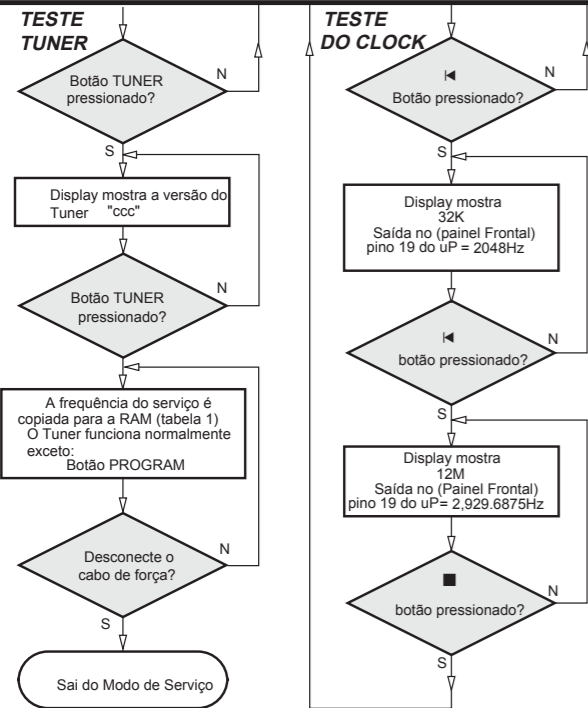 TESTE
TUNER
Botão TUNER
pressionado?
N
S
Display mostra a versão do
Tuner "ccc"
Botão TUNER
pressionado?
N
S
A frequência do serviço é
copiada para a RAM (tabela 1)
O Tuner funciona normalmente
exceto:
Botão PROGRAM
Desconecte o
cabo de força?
N
S
Sai do Modo de Serviço
TESTE
DO CLOCK
Botão pressionado?
N
S
Display mostra
32K
Saída no (painel Frontal)
pino 19 do uP = 2048Hz
botão pressionado?
N
S
Display mostra
12M
Saída no (Painel Frontal)
pino 19 do uP= 2,929.6875Hz
botão pressionado?
N
S